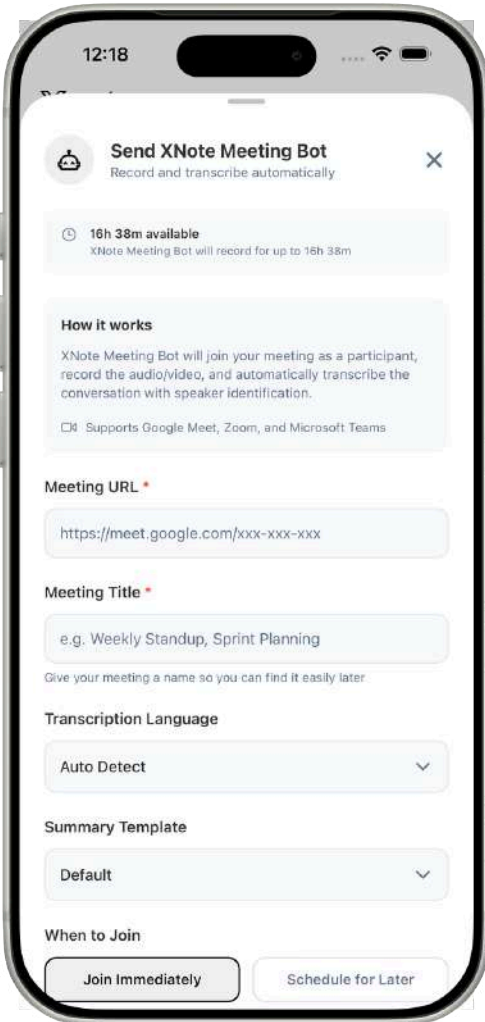 12:18
Send XNote Meeting Bot
Record and transcribe automatically
16h 38m available
XNote Meeting Bot will record for up to 16h 38m
How it works
XNote Meeting Bot will join your meeting as a participant,
record the audio/video, and automatically transcribe the
conversation with speaker identification.
Supports Google Meet, Zoom, and Microsoft Teams
Meeting URL *
https://meet.google.com/xxx-xxx-xxx
Meeting Title *
e.g. Weekly Standup, Sprint Planning
Give your meeting a name so you can find it easily later
Transcription Language
Auto Detect
Summary Template
Default
When to Join
Join Immediately
Schedule for Later